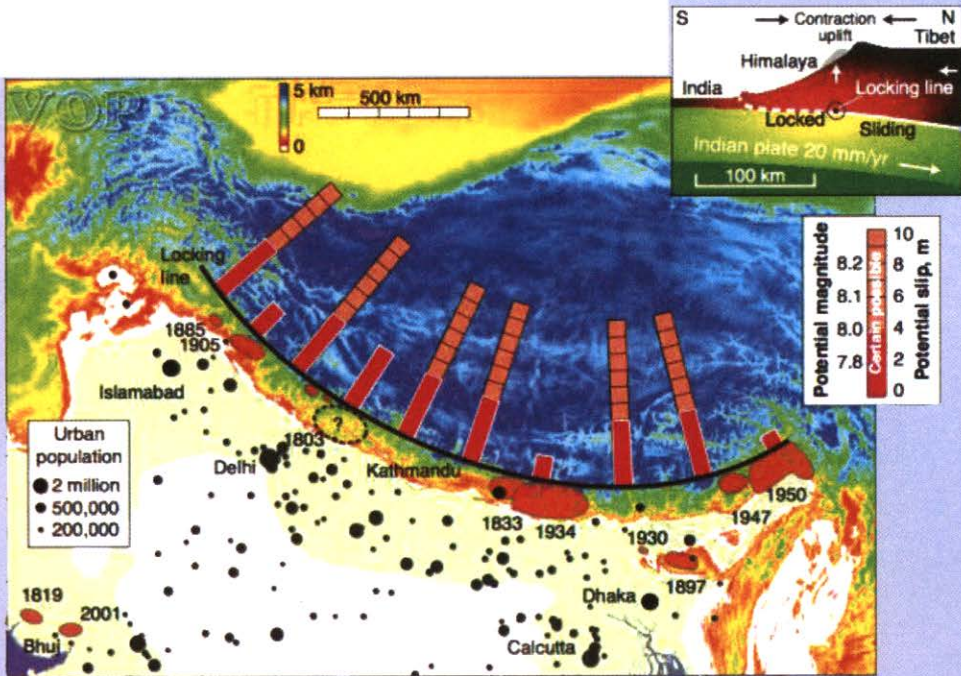 S
Contraction
uplift
N
Tibet
Himalaya
India
Locking line
Locked
Sliding
Indian plate 20 mm/yr
100 km
5 km
0
500 km
Locking
line
1885
1905
Islamabad
1803
?
Delhi
Kathmandu
1833
1934
1930
1947
1950
1897
Dhaka
Calcutta
1819
2001
Bhuj
Urban
population
2 million
500,000
200,000
Potential magnitude
8.2
8.1
8.0
7.8
Certain possible
10
8
6
4
2
0
Potential slip, m